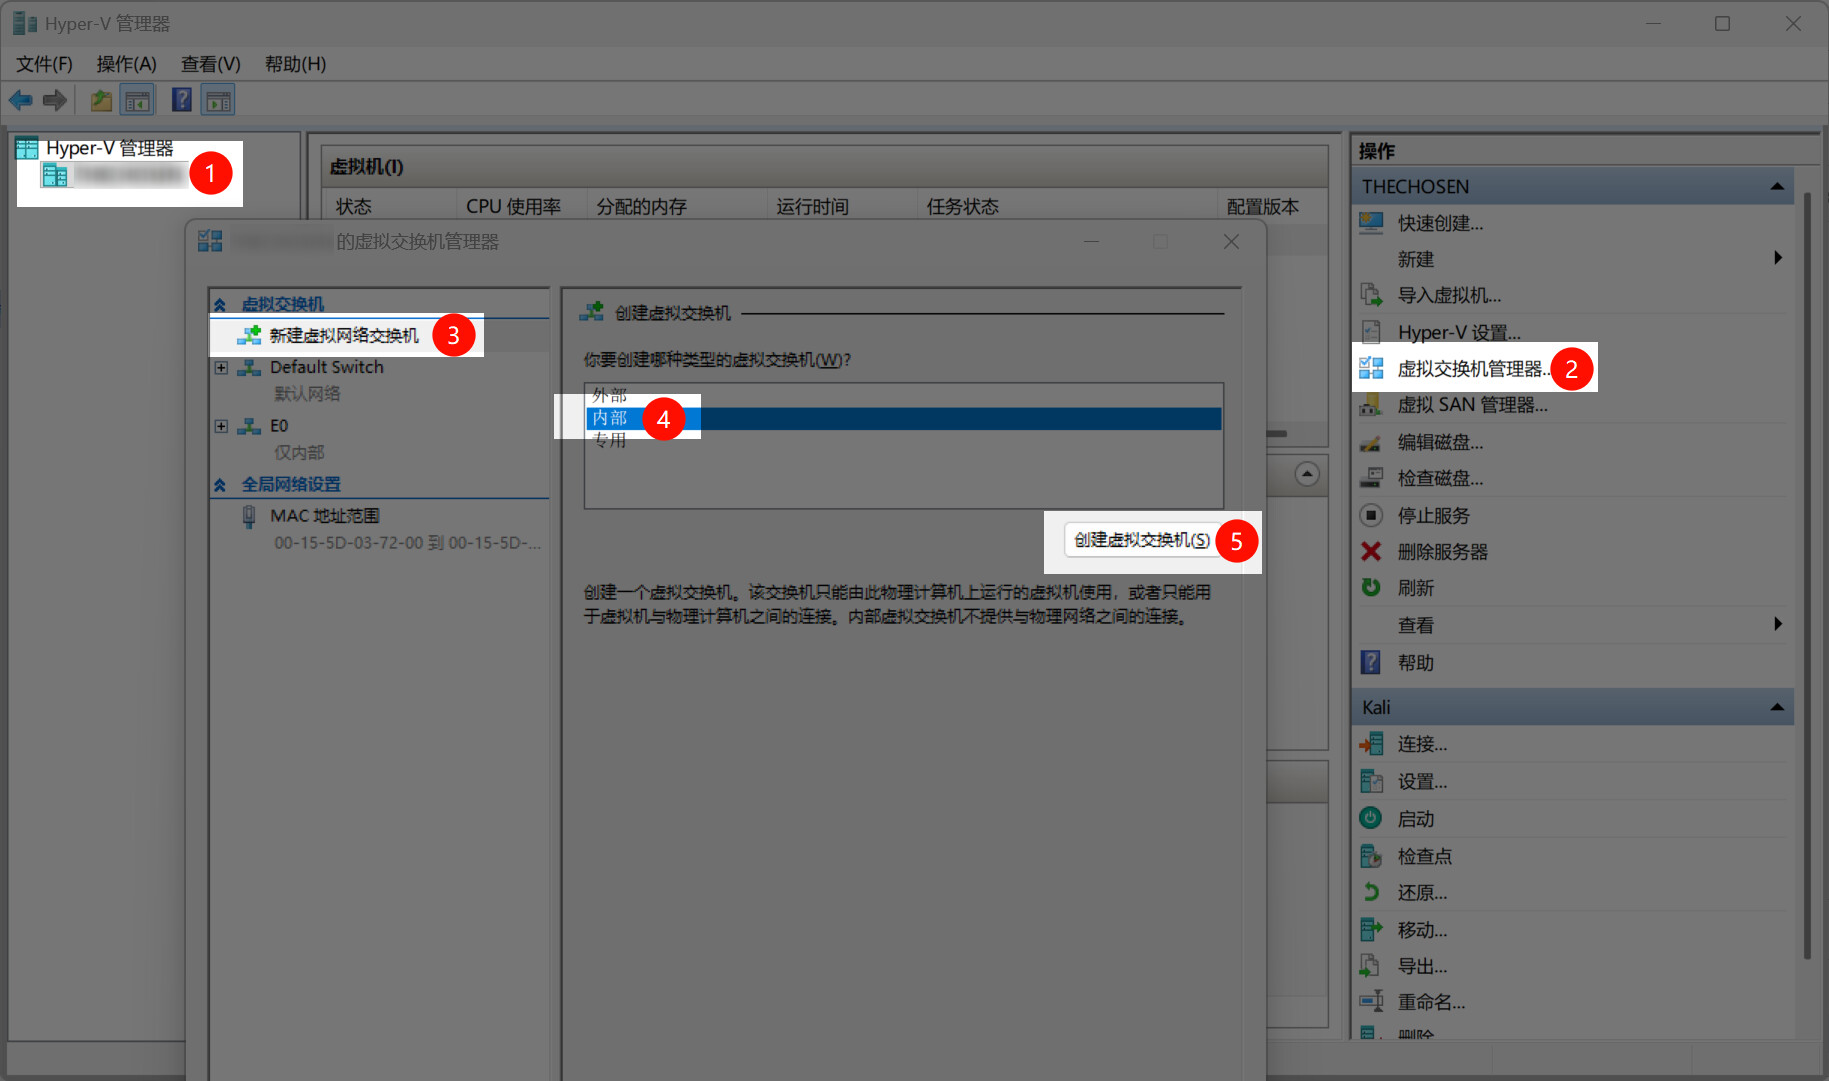 Hyper-V 管理器
文件(F) 操作(A) 查看(V) 帮助(H)
Hyper-V 管理器
1
虚拟机(I)
状态 CPU 使用率 分配的内存 运行时间 任务状态 配置版本
的虚拟交换机管理器
虚拟交换机
新建虚拟网络交换机 3
Default Switch
默认网络
E0
仅内部
全局网络设置
MAC 地址范围
00-15-5D-03-72-00 到 00-15-5D-...
创建虚拟交换机
你要创建哪种类型的虚拟交换机(W)?
外部
内部 4
专用
创建虚拟交换机(S) 5
创建一个虚拟交换机。该交换机只能由此物理计算机上运行的虚拟机使用，或者只能用
于虚拟机与物理计算机之间的连接。内部虚拟交换机不提供与物理网络之间的连接。
操作
THECHOSEN
快速创建...
新建
导入虚拟机...
Hyper-V 设置...
虚拟交换机管理器.. 2
虚拟 SAN 管理器...
编辑磁盘...
检查磁盘...
停止服务
删除服务器
刷新
查看
帮助
Kali
连接...
设置...
启动
检查点
还原...
移动...
导出...
重命名...
删除...